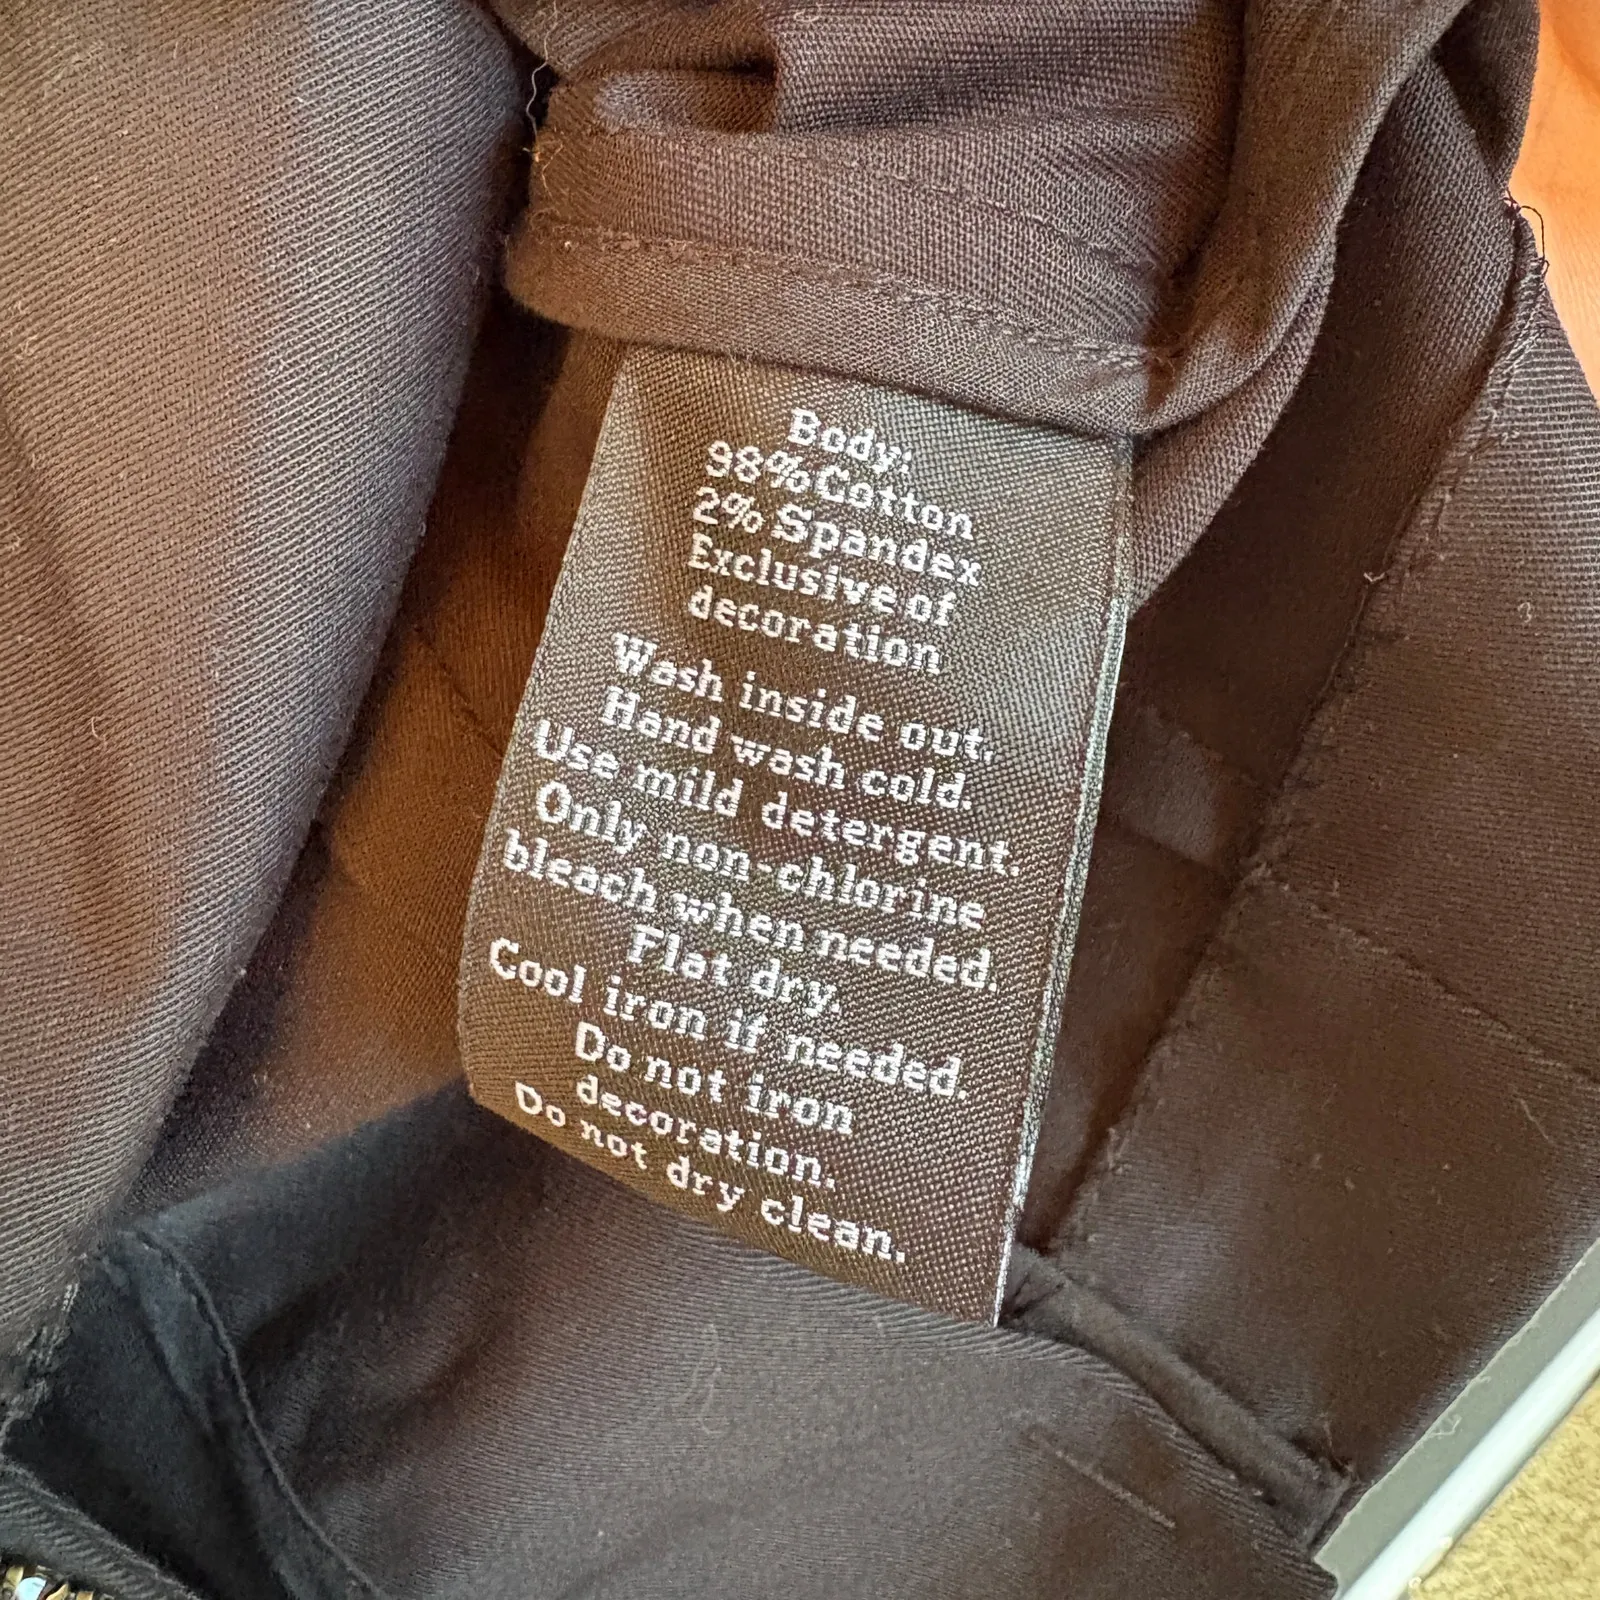 Body:
98% Cotton
2% Spandex
Exclusive of
decoration
Wash inside out.
Hand wash cold.
Use mild detergent.
Only non-chlorine
bleach when needed.
Flat dry.
Cool iron if needed.
Do not iron
decoration.
Do not dry clean.